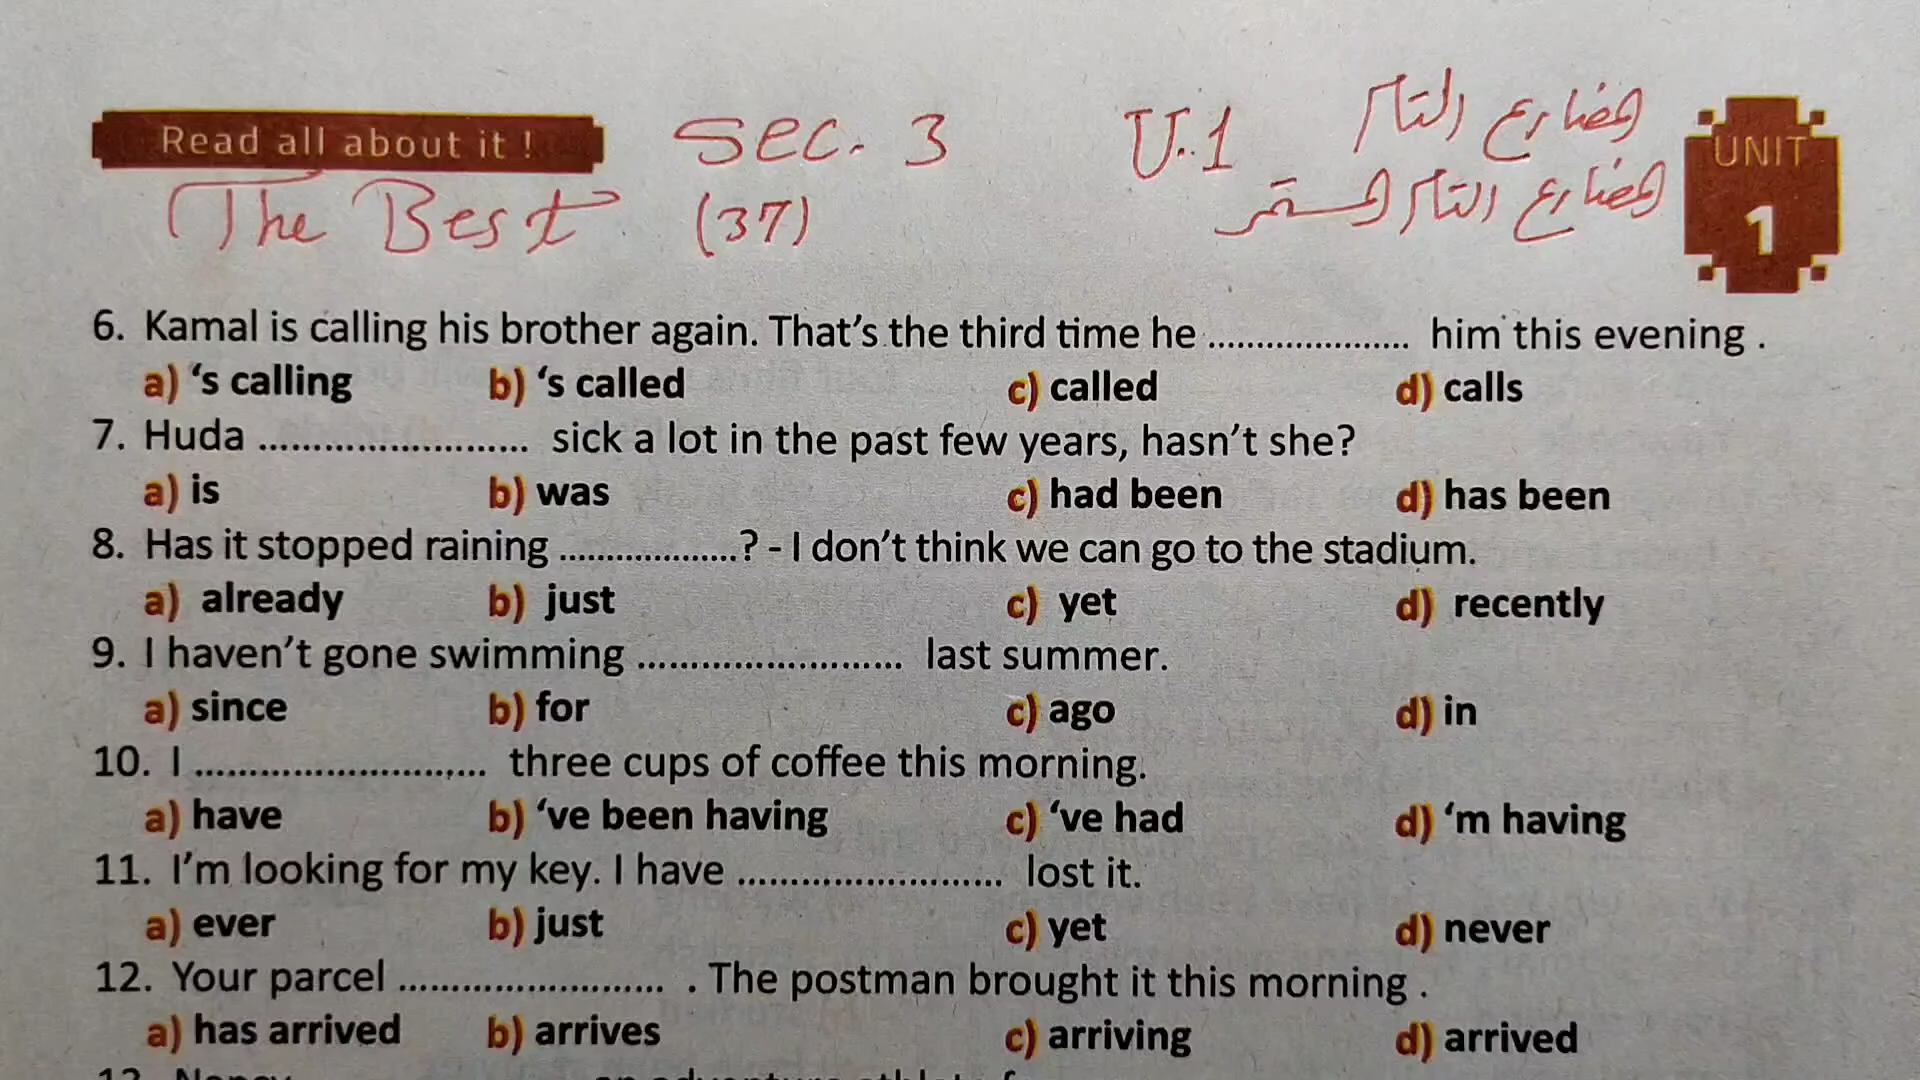 Read all about it !
Sec. 3
U.1
المضارع التام
UNIT
The Best
(37)
المضارع التام المستمر
1
6. Kamal is calling his brother again. That's the third time he .................... him this evening .
a) 's calling b) 's called c) called d) calls
7. Huda .......................... sick a lot in the past few years, hasn't she?
a) is b) was c) had been d) has been
8. Has it stopped raining ..................? - I don't think we can go to the stadium.
a) already b) just c) yet d) recently
9. I haven't gone swimming .......................... last summer.
a) since b) for c) ago d) in
10. I ............................ three cups of coffee this morning.
a) have b) 've been having c) 've had d) 'm having
11. I'm looking for my key. I have .......................... lost it.
a) ever b) just c) yet d) never
12. Your parcel .......................... . The postman brought it this morning .
a) has arrived b) arrives c) arriving d) arrived